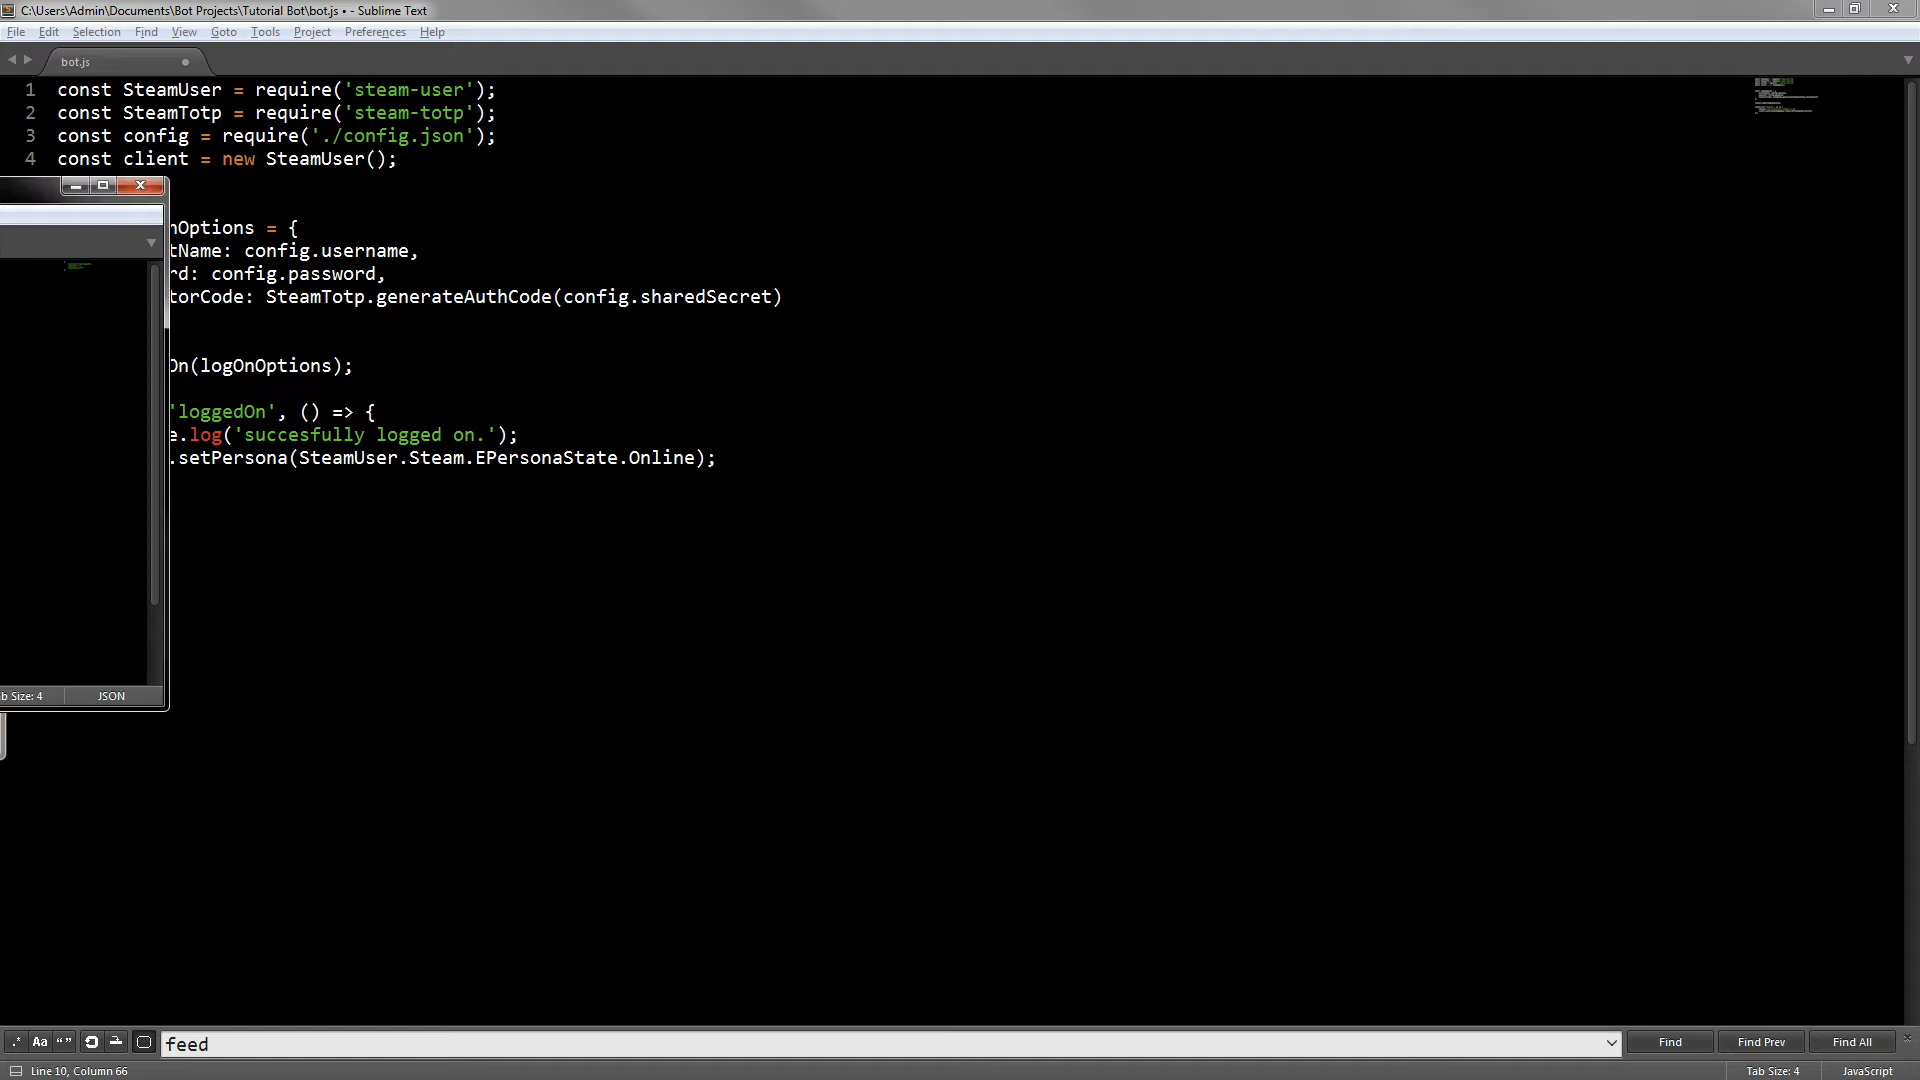 C:\Users\Admin\Documents\Bot Projects\Tutorial Bot\bot.js • - Sublime Text
File Edit Selection Find View Goto Tools Project Preferences Help
bot.js
1 const SteamUser = require('steam-user');
2 const SteamTotp = require('steam-totp');
3 const config = require('./config.json');
4 const client = new SteamUser();
nOptions = {
tName: config.username,
rd: config.password,
torCode: SteamTotp.generateAuthCode(config.sharedSecret)
On(logOnOptions);
'loggedOn', () => {
e.log('succesfully logged on.');
.setPersona(SteamUser.Steam.EPersonaState.Online);
b Size: 4 JSON
.* Aa “” feed Find Find Prev Find All
Line 10, Column 66 Tab Size: 4 JavaScript